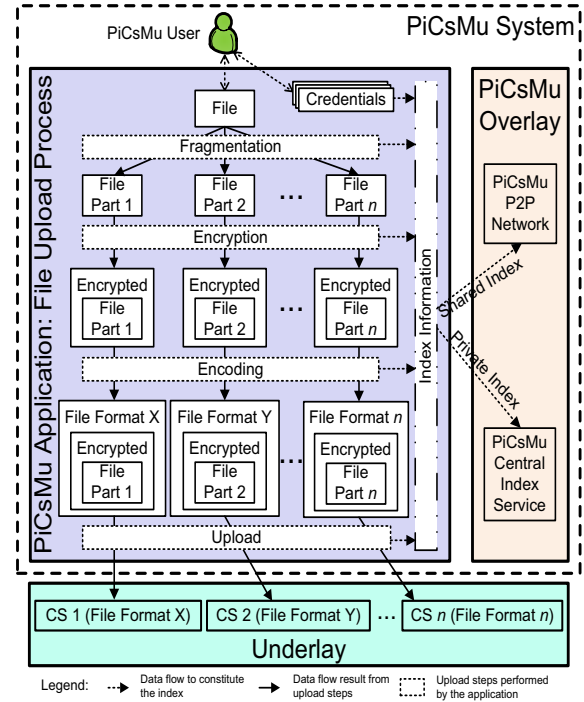 PiCsMu System
PiCsMu User
PiCsMu Application: File Upload Process
File
Credentials
Fragmentation
File
Part 1
File
Part 2
...
File
Part n
Encryption
Encrypted
File
Part 1
Encrypted
File
Part 2
...
Encrypted
File
Part n
Encoding
File Format X
Encrypted
File
Part 1
File Format Y
Encrypted
File
Part 2
...
File Format n
Encrypted
File
Part n
Upload
Index Information
Shared Index
Private Index
PiCsMu
Overlay
PiCsMu
P2P
Network
PiCsMu
Central
Index
Service
CS 1 (File Format X)
CS 2 (File Format Y)
...
CS n (File Format n)
Underlay
Legend:
Data flow to constitute
the index
Data flow result from
upload steps
Upload steps performed
by the application